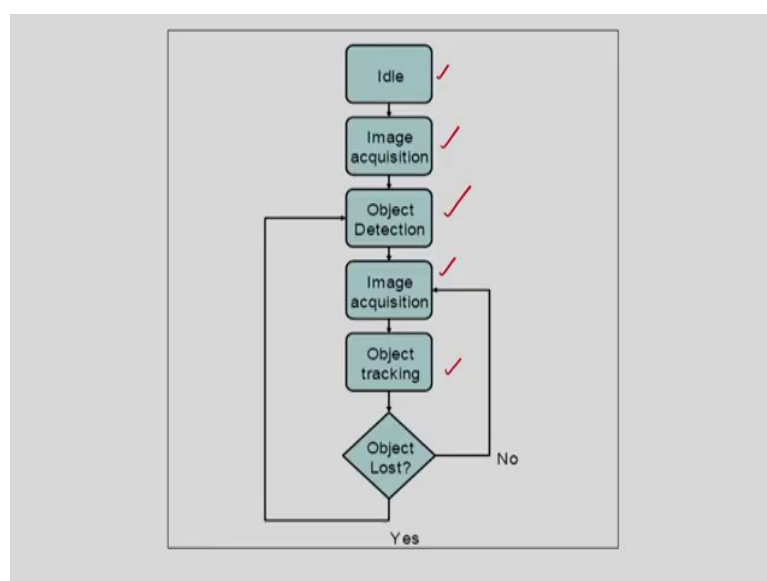 Idle
Image
acquisition
Object
Detection
Image
acquisition
Object
tracking
Object
Lost?
No
Yes